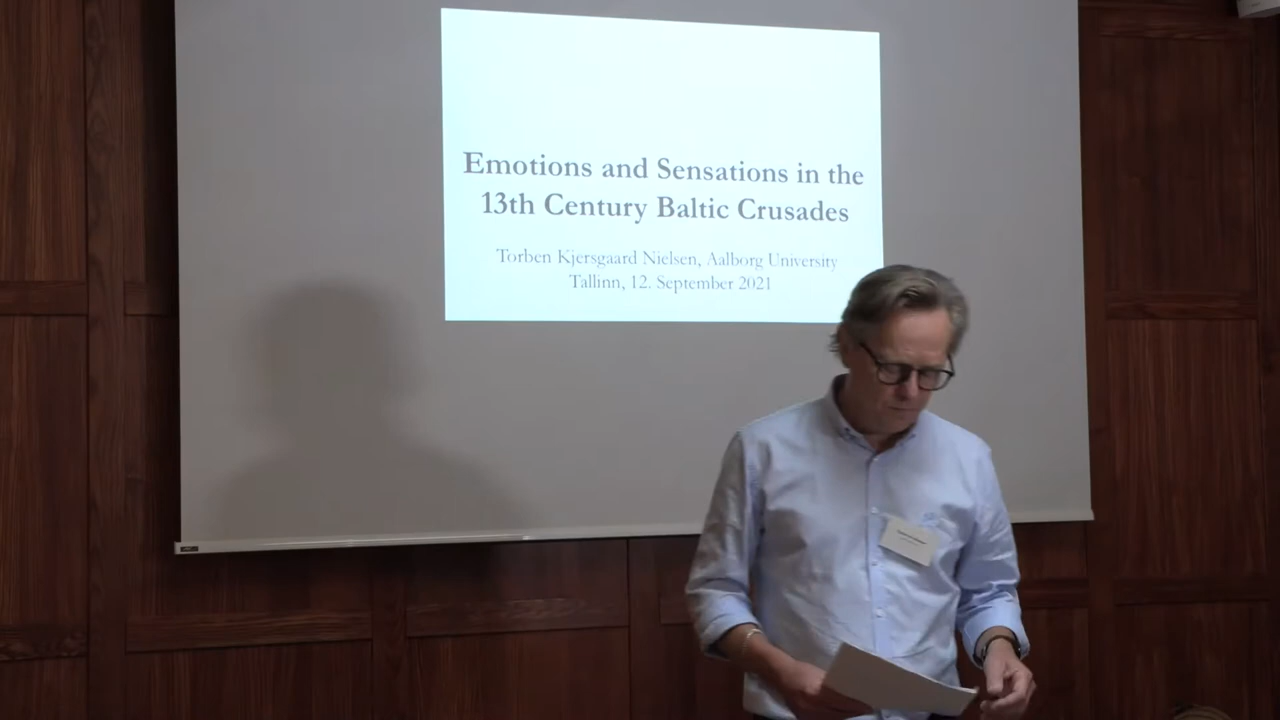 Emotions and Sensations in the
13th Century Baltic Crusades
Torben Kjersgaard Nielsen, Aalborg University
Tallinn, 12. September 2021